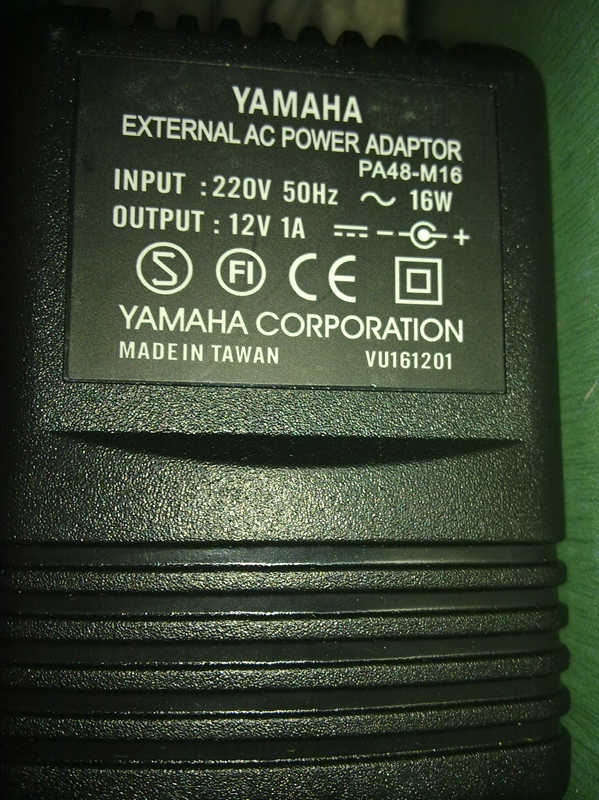 YAMAHA
EXTERNAL AC POWER ADAPTOR
PA48-M16
INPUT : 220V 50Hz ~ 16W
OUTPUT : 12V 1A ⎓ - +
S FI CE
YAMAHA CORPORATION
MADE IN TAWAN VU161201